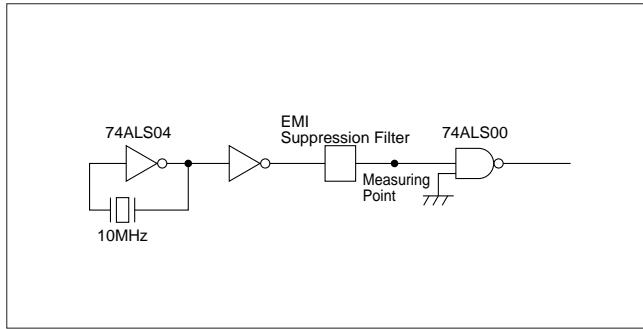 EMI
Suppression Filter
74ALS04
74ALS00
Measuring
Point
10MHz